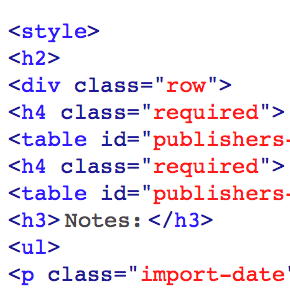 <style>
<h2>
<div class="row">
<h4 class="required">
<table id="publishers-
<h4 class="required">
<table id="publishers-
<h3>Notes:</h3>
<ul>
<p class="import-date"